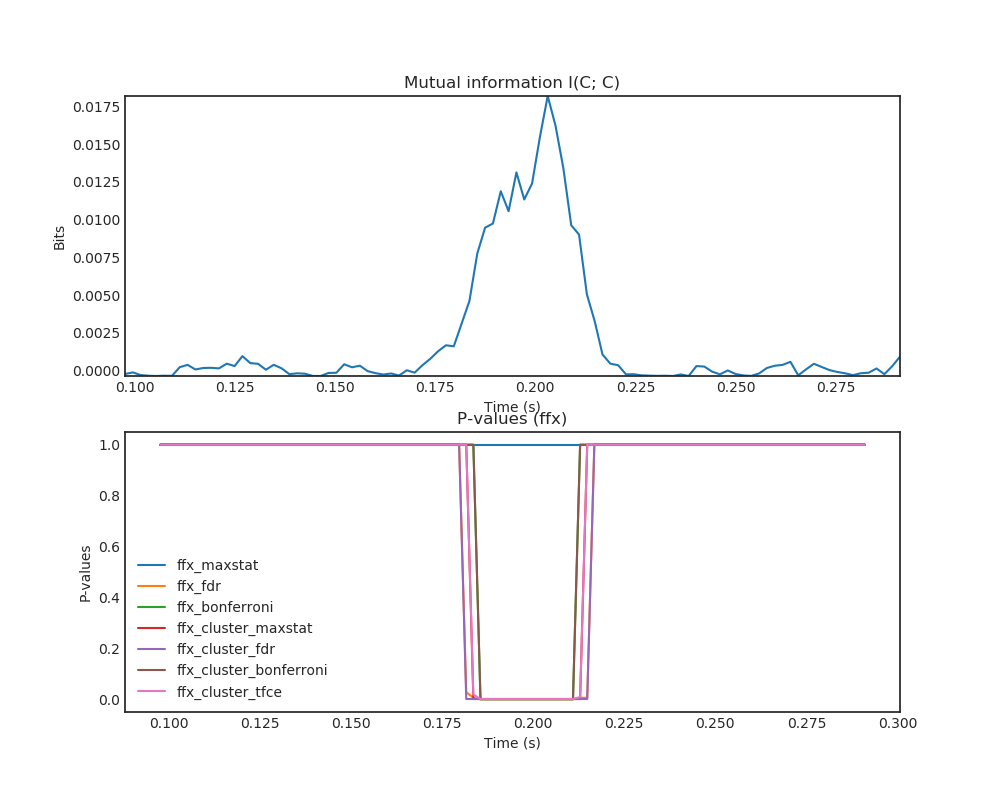 Mutual information I(C; C)
0.0175
0.0150
0.0125
0.0100
0.0075
0.0050
0.0025
0.0000
Bits
0.100 0.125 0.150 0.175 0.200 0.225 0.250 0.275
Time (s)
P-values (ffx)
1.0
0.8
0.6
0.4
0.2
0.0
P-values
ffx_maxstat
ffx_fdr
ffx_bonferroni
ffx_cluster_maxstat
ffx_cluster_fdr
ffx_cluster_bonferroni
ffx_cluster_tfce
0.100 0.125 0.150 0.175 0.200 0.225 0.250 0.275 0.300
Time (s)